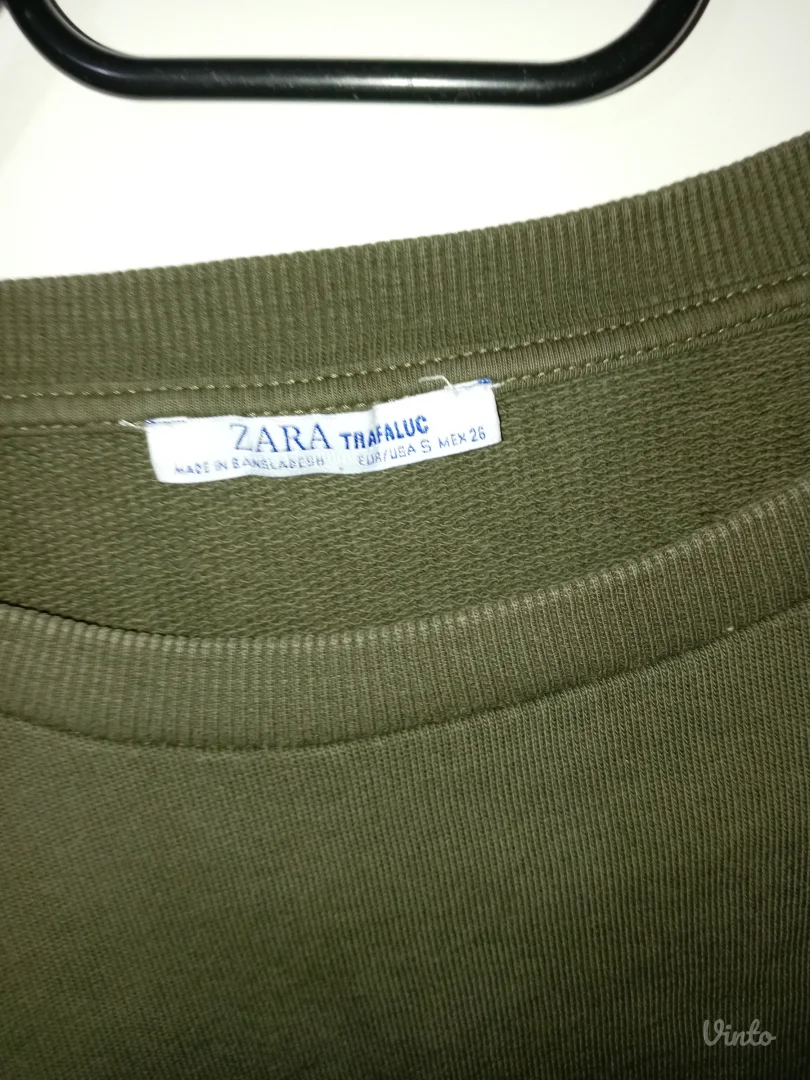 ZARA TRAFALUC
MADE IN BANGLADESH EUR/USA S MEX 26
Vinto